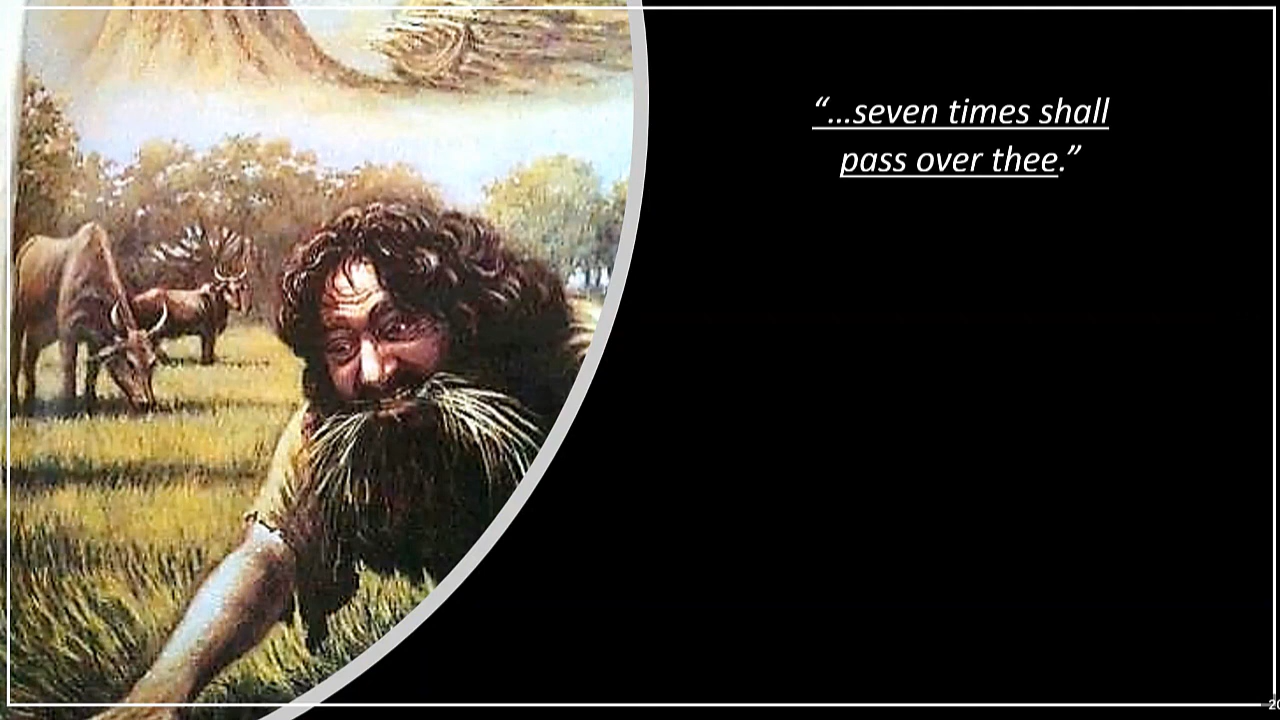 “…seven times shall
pass over thee.”